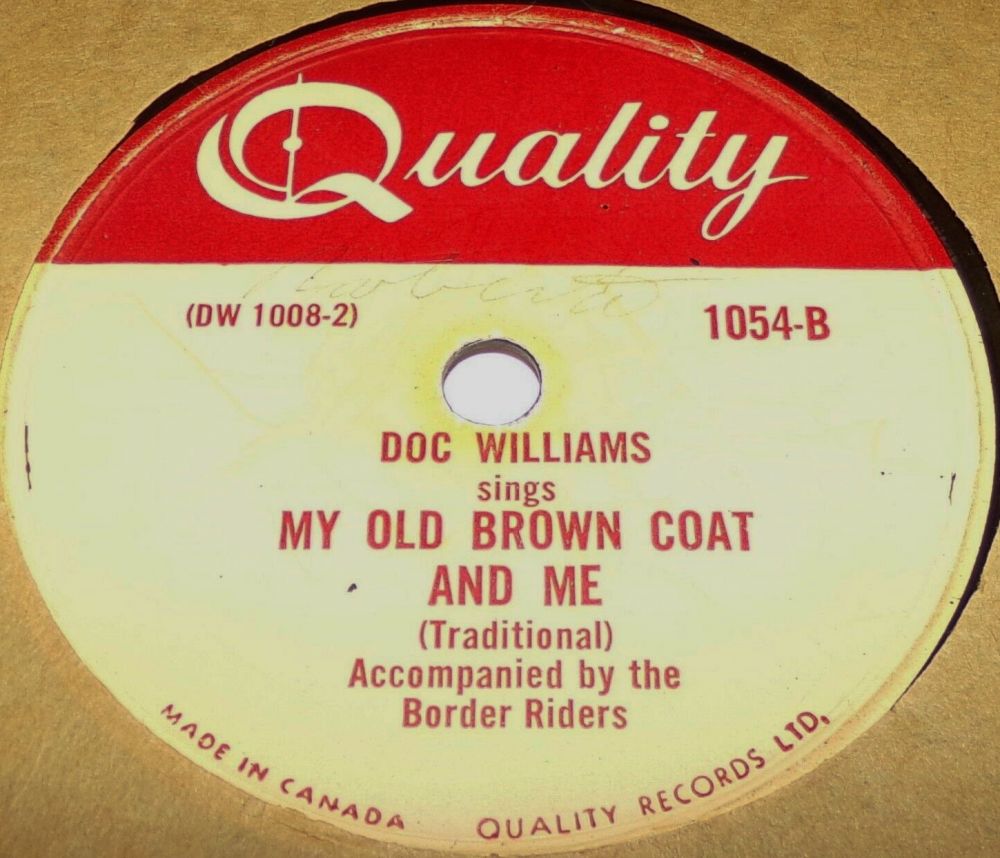 Quality
(DW 1008-2)
1054-B
DOC WILLIAMS
sings
MY OLD BROWN COAT
AND ME
(Traditional)
Accompanied by the
Border Riders
MADE IN CANADA
QUALITY RECORDS LTD.